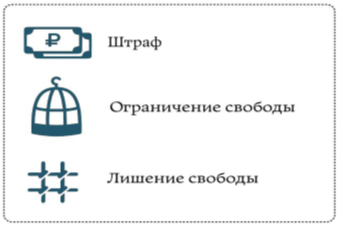 Штраф
Ограничение свободы
Лишение свободы